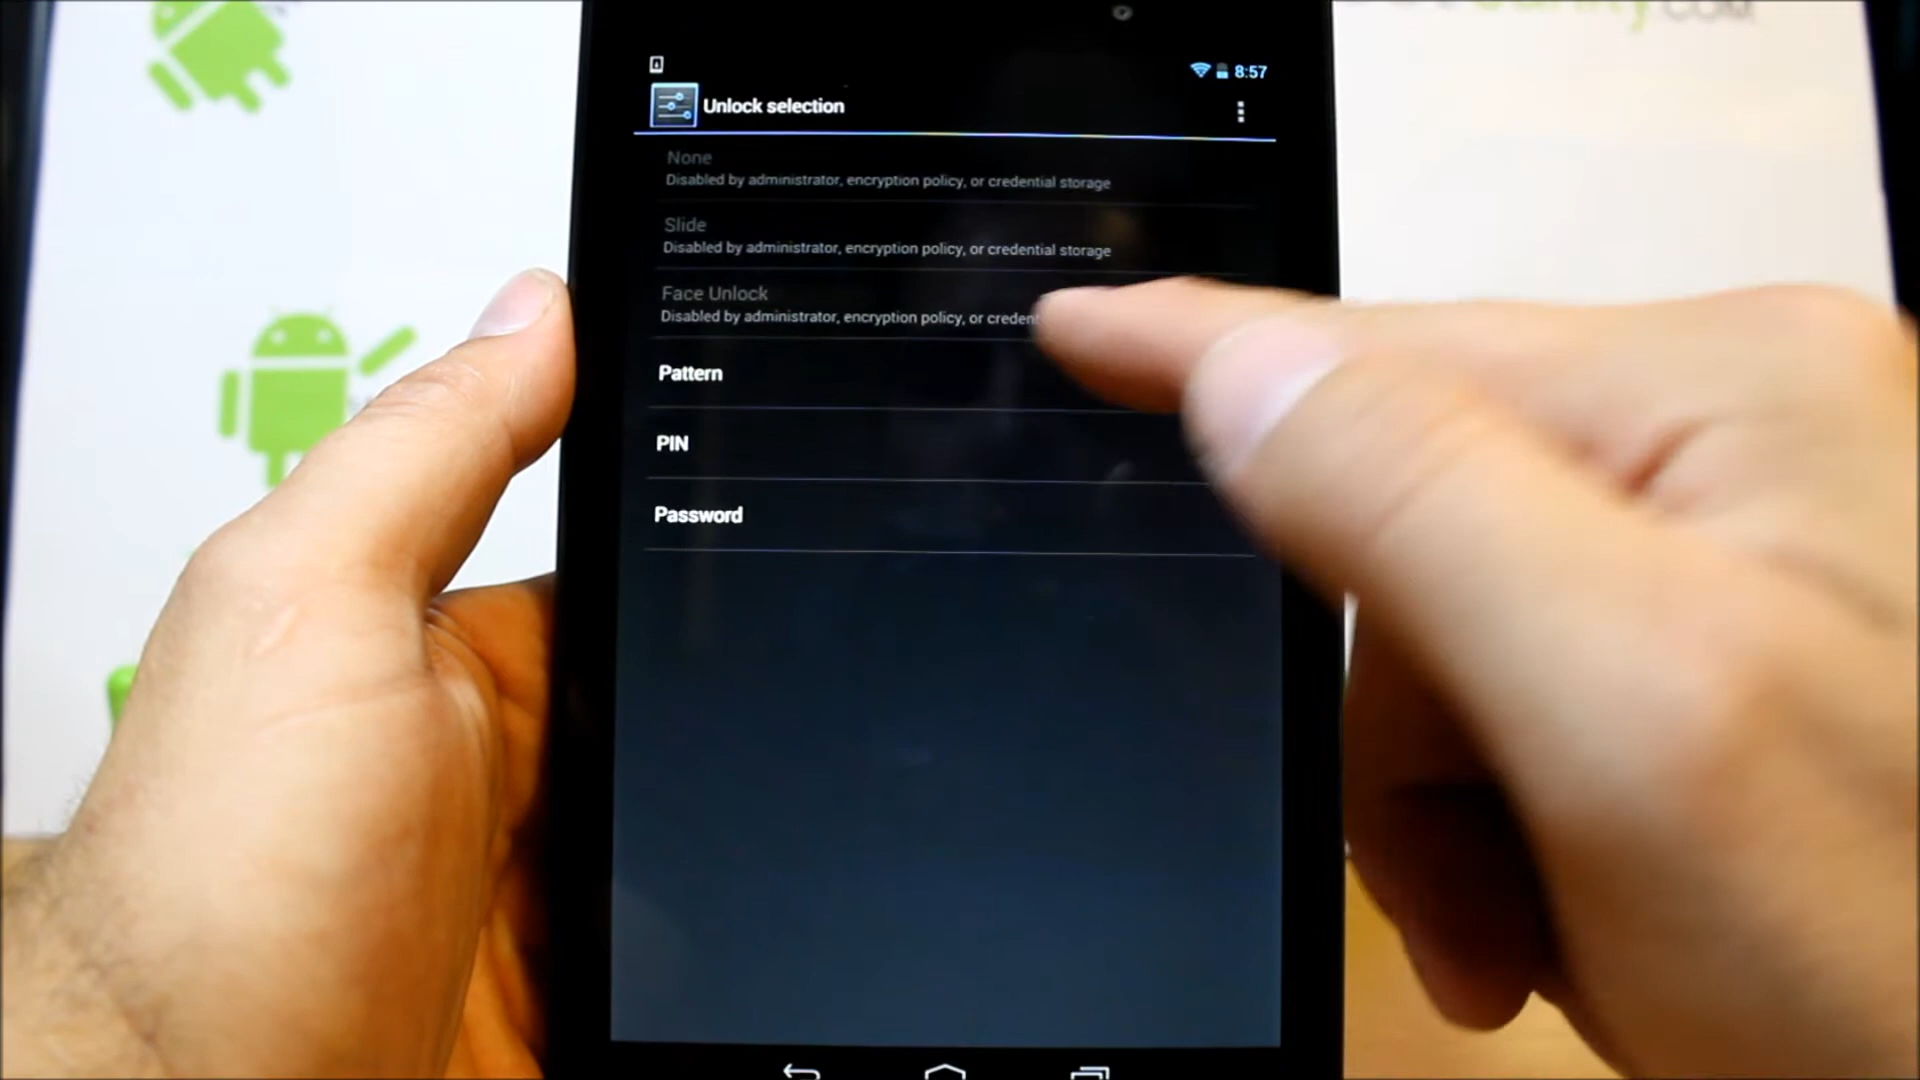 COM
8:57
Unlock selection
None
Disabled by administrator, encryption policy, or credential storage
Slide
Disabled by administrator, encryption policy, or credential storage
Face Unlock
Disabled by administrator, encryption policy, or
Pattern
PIN
Password